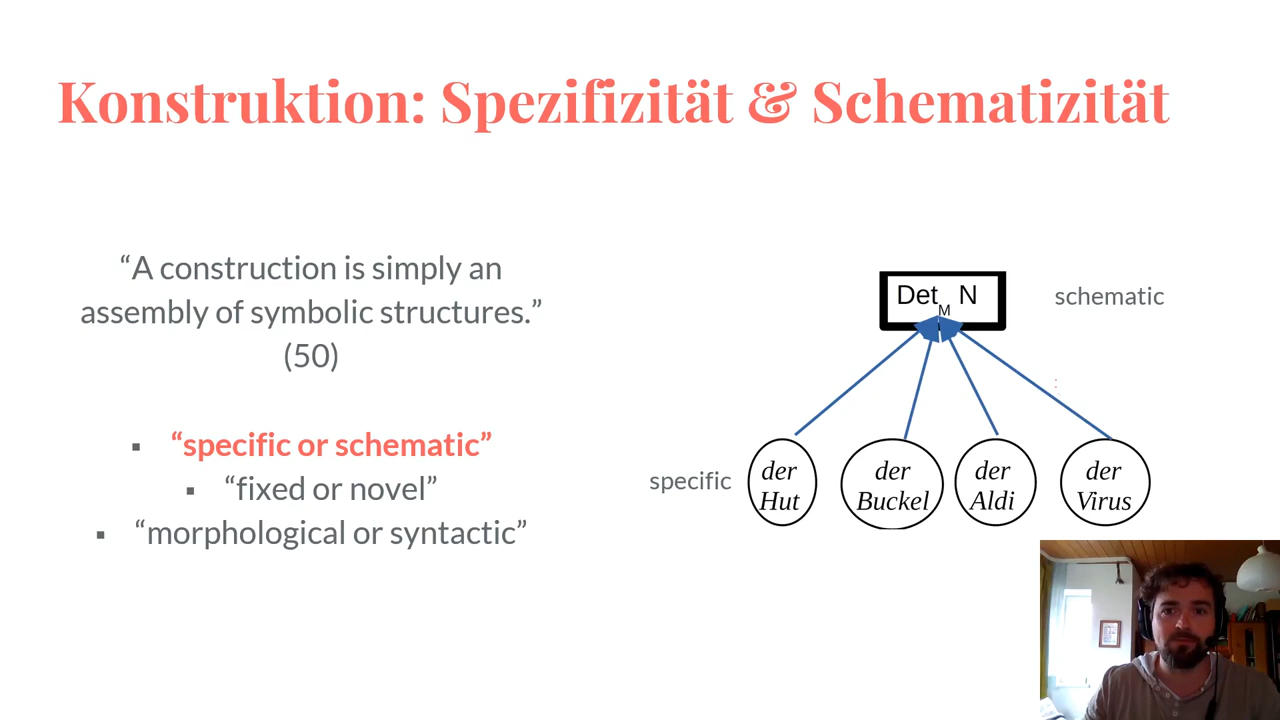 Konstruktion: Spezifizität & Schematizität
“A construction is simply an
assembly of symbolic structures.”
(50)
▪ “specific or schematic”
▪ “fixed or novel”
▪ “morphological or syntactic”
Det M N
schematic
:
specific
der
Hut
der
Buckel
der
Aldi
der
Virus